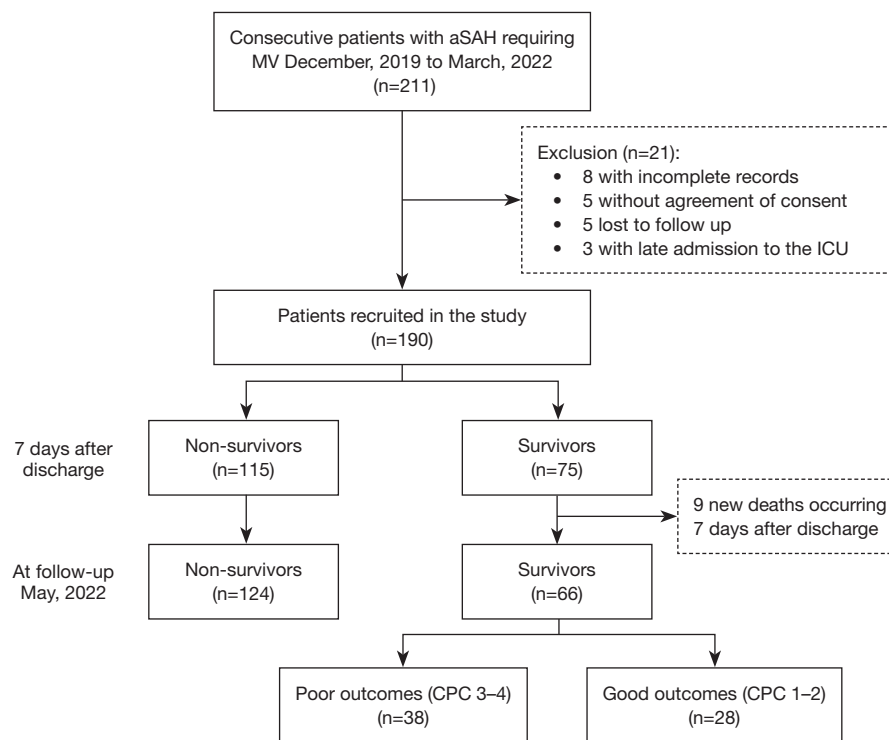 Consecutive patients with aSAH requiring
MV December, 2019 to March, 2022
(n=211)
Exclusion (n=21):
• 8 with incomplete records
• 5 without agreement of consent
• 5 lost to follow up
• 3 with late admission to the ICU
Patients recruited in the study
(n=190)
7 days after
discharge
Non-survivors
(n=115)
Survivors
(n=75)
9 new deaths occurring
7 days after discharge
At follow-up
May, 2022
Non-survivors
(n=124)
Survivors
(n=66)
Poor outcomes (CPC 3–4)
(n=38)
Good outcomes (CPC 1–2)
(n=28)